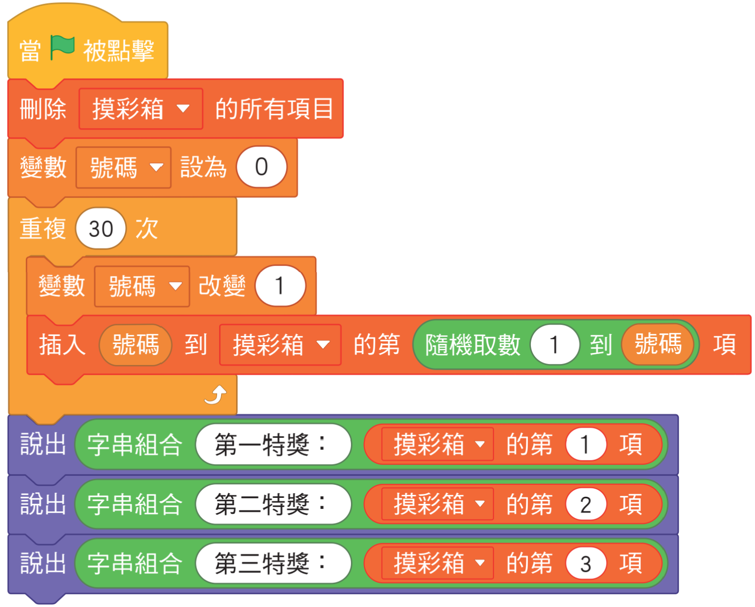 當 被點擊
刪除 摸彩箱 的所有項目
變數 號碼 設為 0
重複 30 次
變數 號碼 改變 1
插入 號碼 到 摸彩箱 的第 隨機取數 1 到 號碼 項
說出 字串組合 第一特獎： 摸彩箱 的第 1 項
說出 字串組合 第二特獎： 摸彩箱 的第 2 項
說出 字串組合 第三特獎： 摸彩箱 的第 3 項